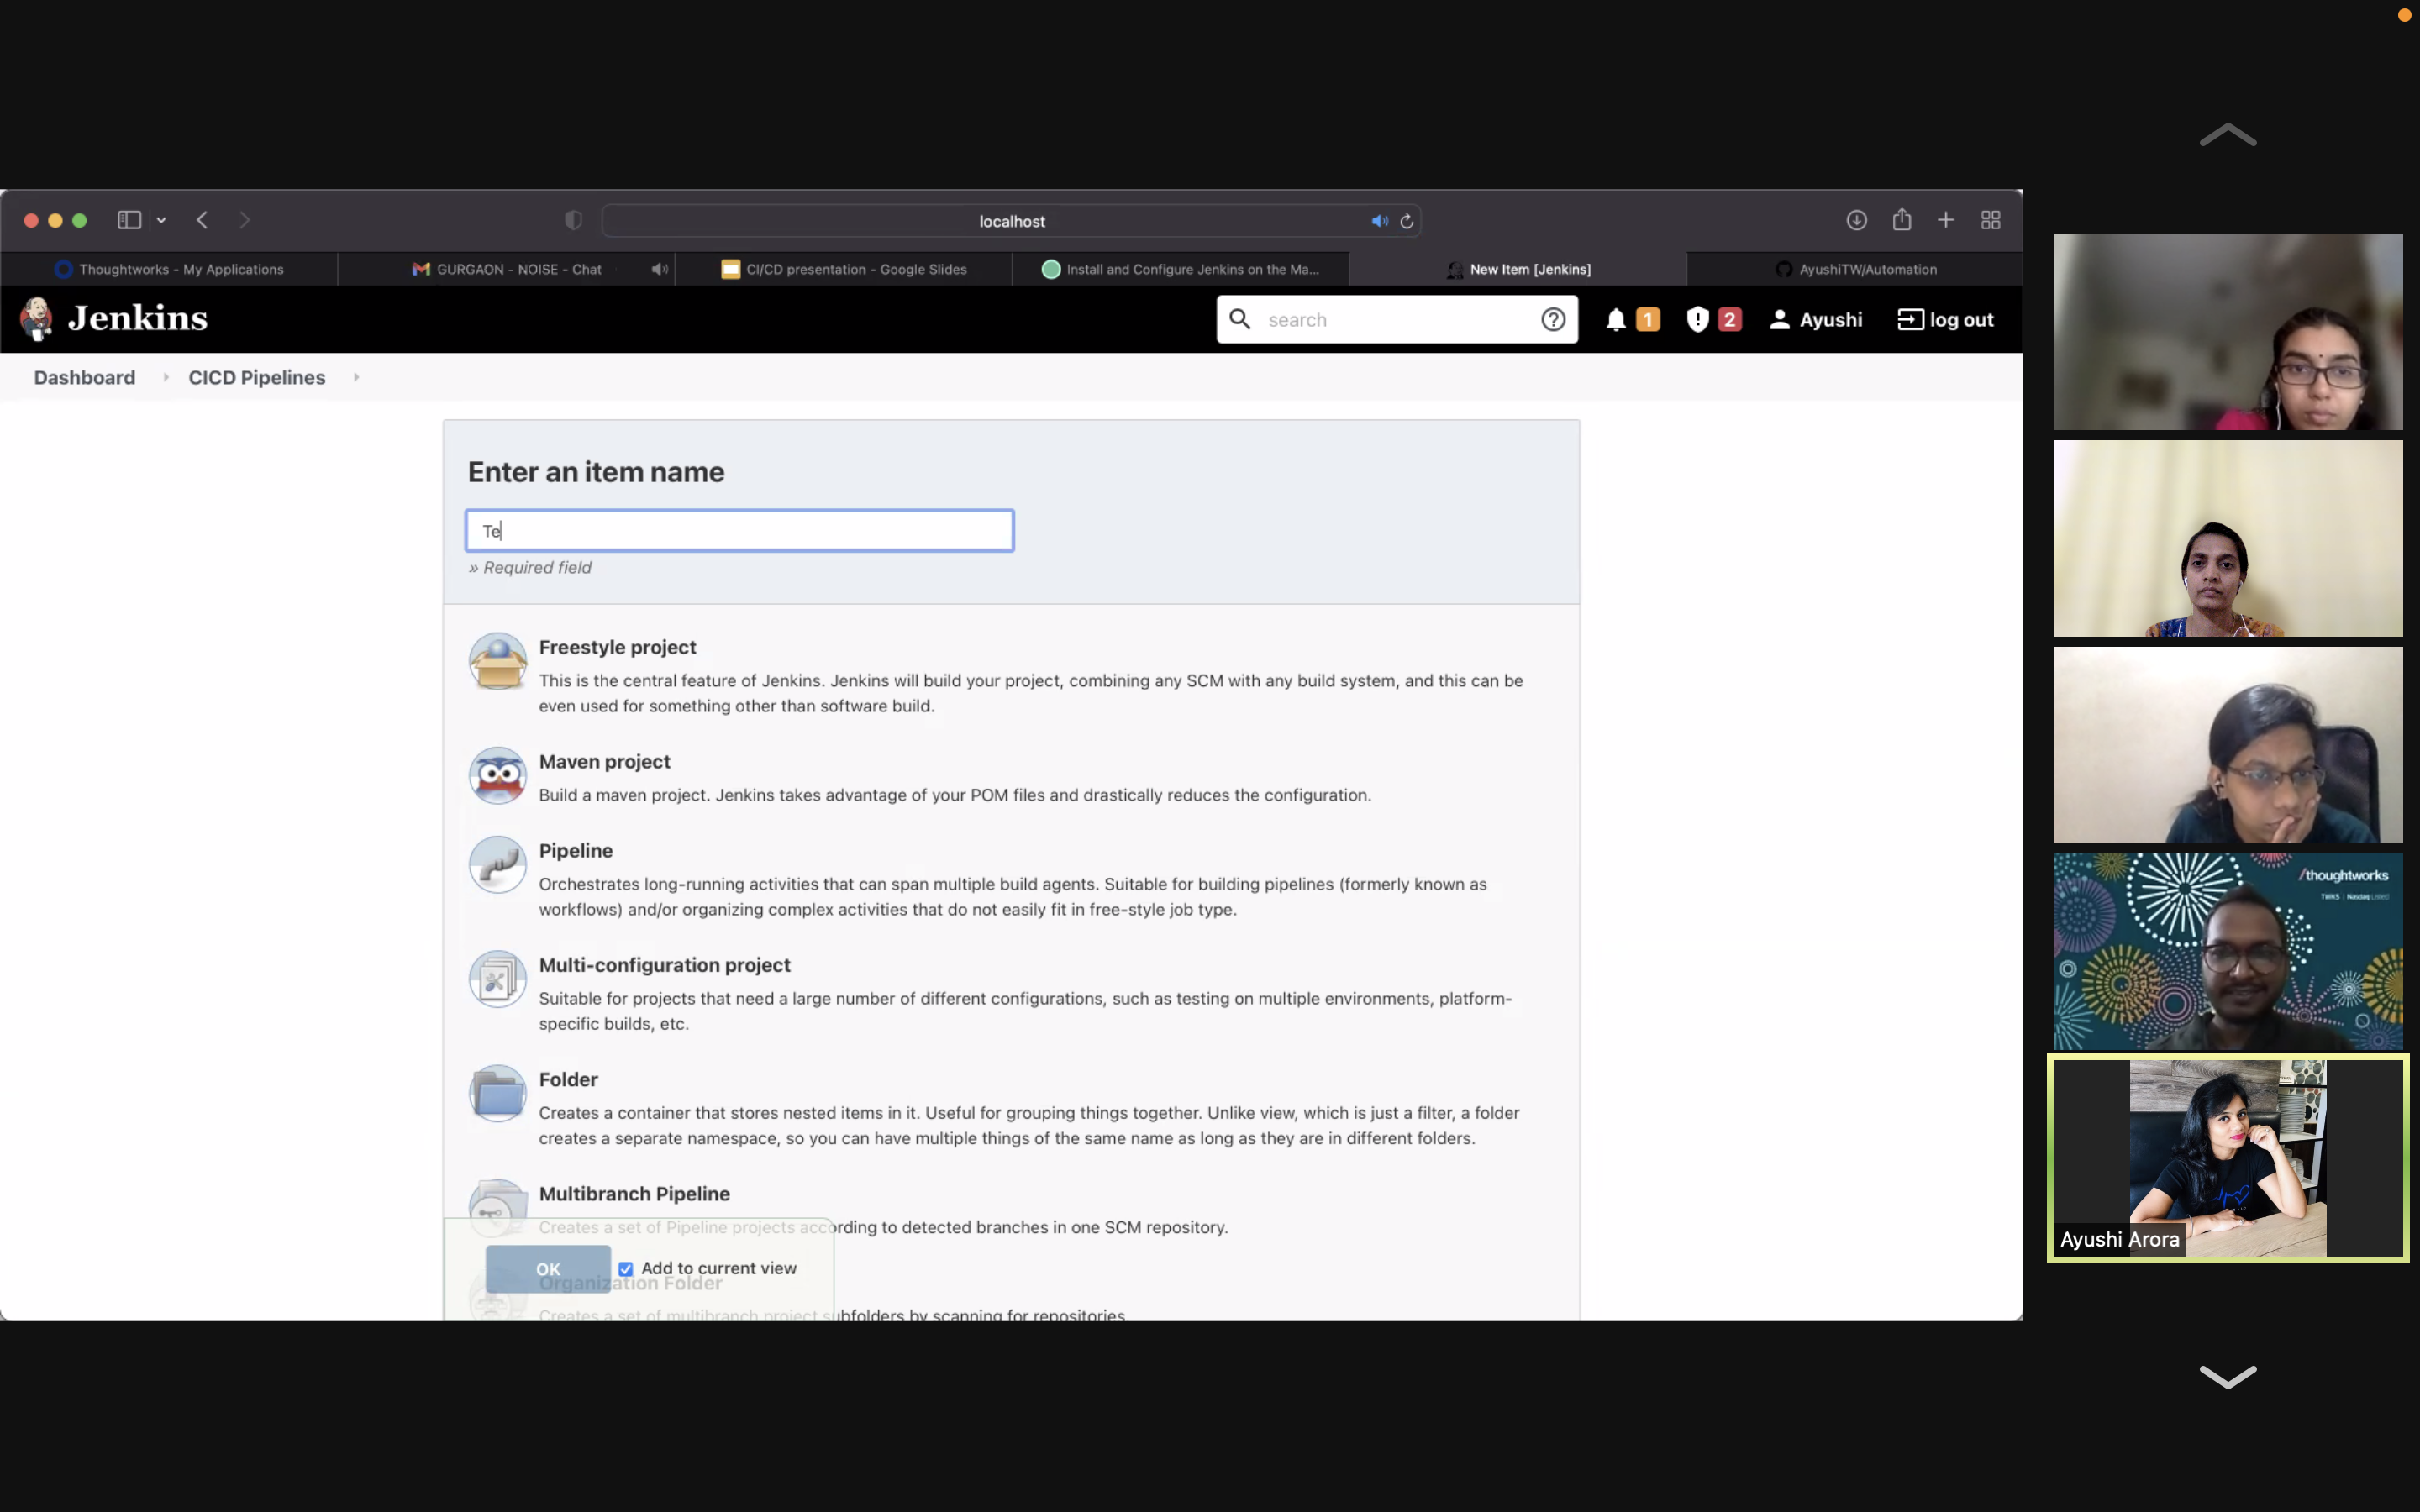 localhost
Thoughtworks - My Applications
GURGAON - NOISE - Chat
CI/CD presentation - Google Slides
Install and Configure Jenkins on the Ma...
New Item [Jenkins]
AyushiTW/Automation
Jenkins
search
1
2
Ayushi
log out
Dashboard
CICD Pipelines
Enter an item name
Te
» Required field
Freestyle project
This is the central feature of Jenkins. Jenkins will build your project, combining any SCM with any build system, and this can be
even used for something other than software build.
Maven project
Build a maven project. Jenkins takes advantage of your POM files and drastically reduces the configuration.
Pipeline
Orchestrates long-running activities that can span multiple build agents. Suitable for building pipelines (formerly known as
workflows) and/or organizing complex activities that do not easily fit in free-style job type.
Multi-configuration project
Suitable for projects that need a large number of different configurations, such as testing on multiple environments, platform-
specific builds, etc.
Folder
Creates a container that stores nested items in it. Useful for grouping things together. Unlike view, which is just a filter, a folder
creates a separate namespace, so you can have multiple things of the same name as long as they are in different folders.
Multibranch Pipeline
Creates a set of Pipeline projects according to detected branches in one SCM repository.
OK
Add to current view
Organization Folder
Creates a set of multibranch project subfolders by scanning for repositories.
/thoughtworks
TWKS | Nasdaq Listed
Ayushi Arora